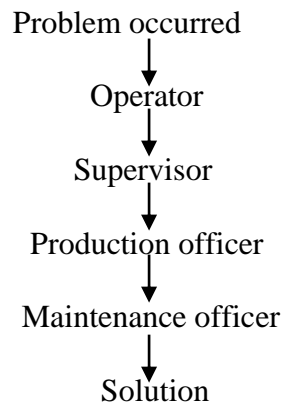 Problem occurred
Operator
Supervisor
Production officer
Maintenance officer
Solution